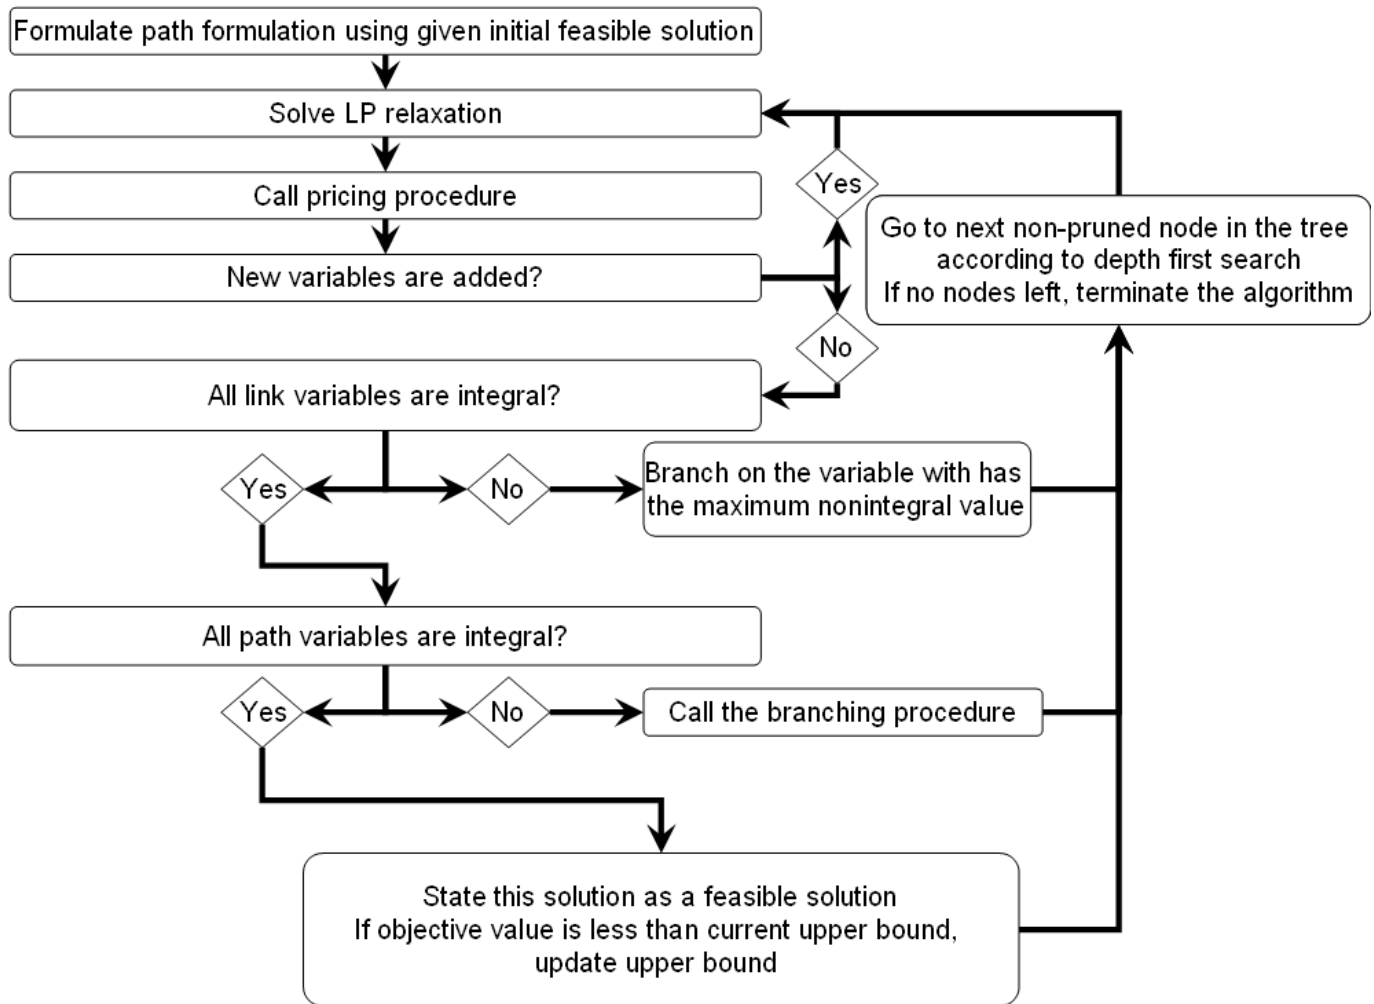 Formulate path formulation using given initial feasible solution
Solve LP relaxation
Call pricing procedure
Yes
New variables are added?
Go to next non-pruned node in the tree
according to depth first search
If no nodes left, terminate the algorithm
No
All link variables are integral?
Yes
No
Branch on the variable with has
the maximum nonintegral value
All path variables are integral?
Yes
No
Call the branching procedure
State this solution as a feasible solution
If objective value is less than current upper bound,
update upper bound